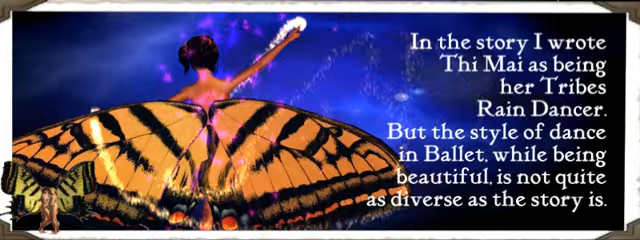 In the story I wrote
Thi Mai as being
her Tribes
Rain Dancer.
But the style of dance
in Ballet, while being
beautiful, is not quite
as diverse as the story is.